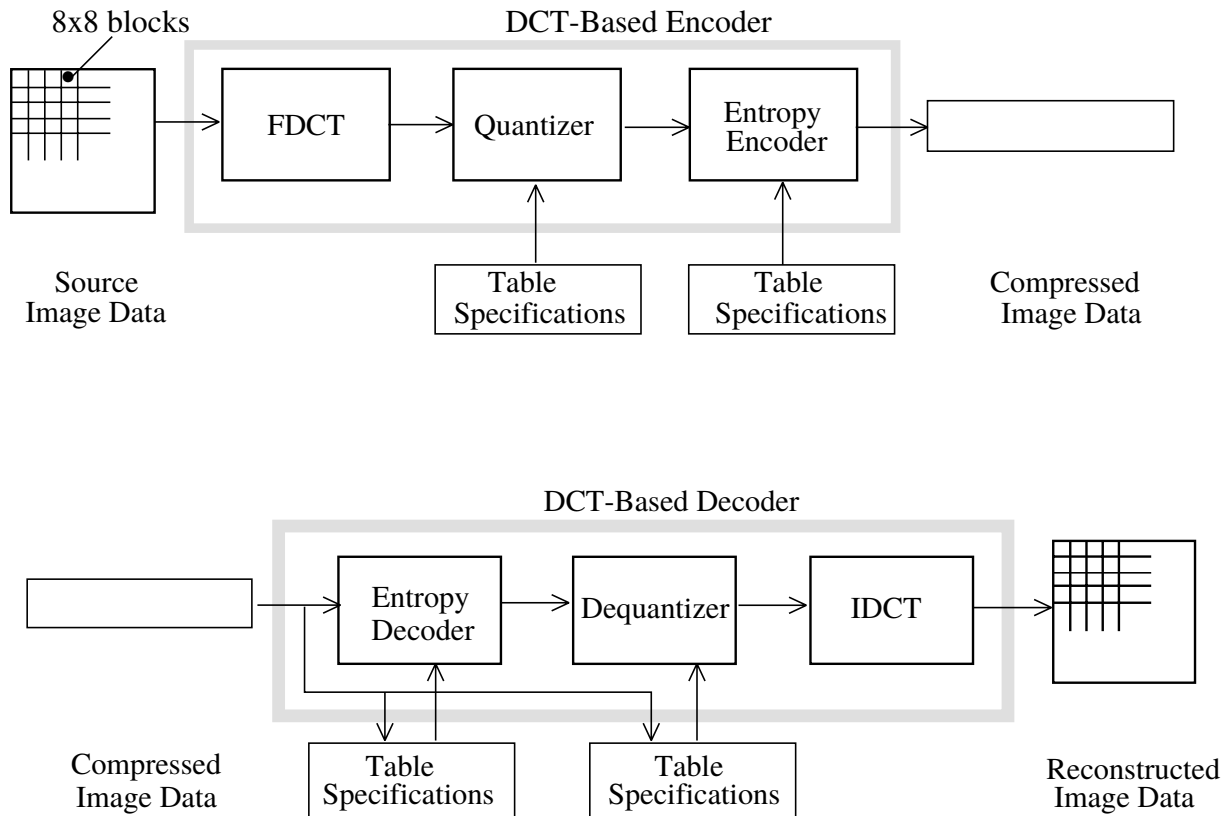 8x8 blocks
DCT-Based Encoder
FDCT
Quantizer
Entropy
Encoder
Source
Image Data
Table
Specifications
Table
Specifications
Compressed
Image Data
DCT-Based Decoder
Entropy
Decoder
Dequantizer
IDCT
Compressed
Image Data
Table
Specifications
Table
Specifications
Reconstructed
Image Data